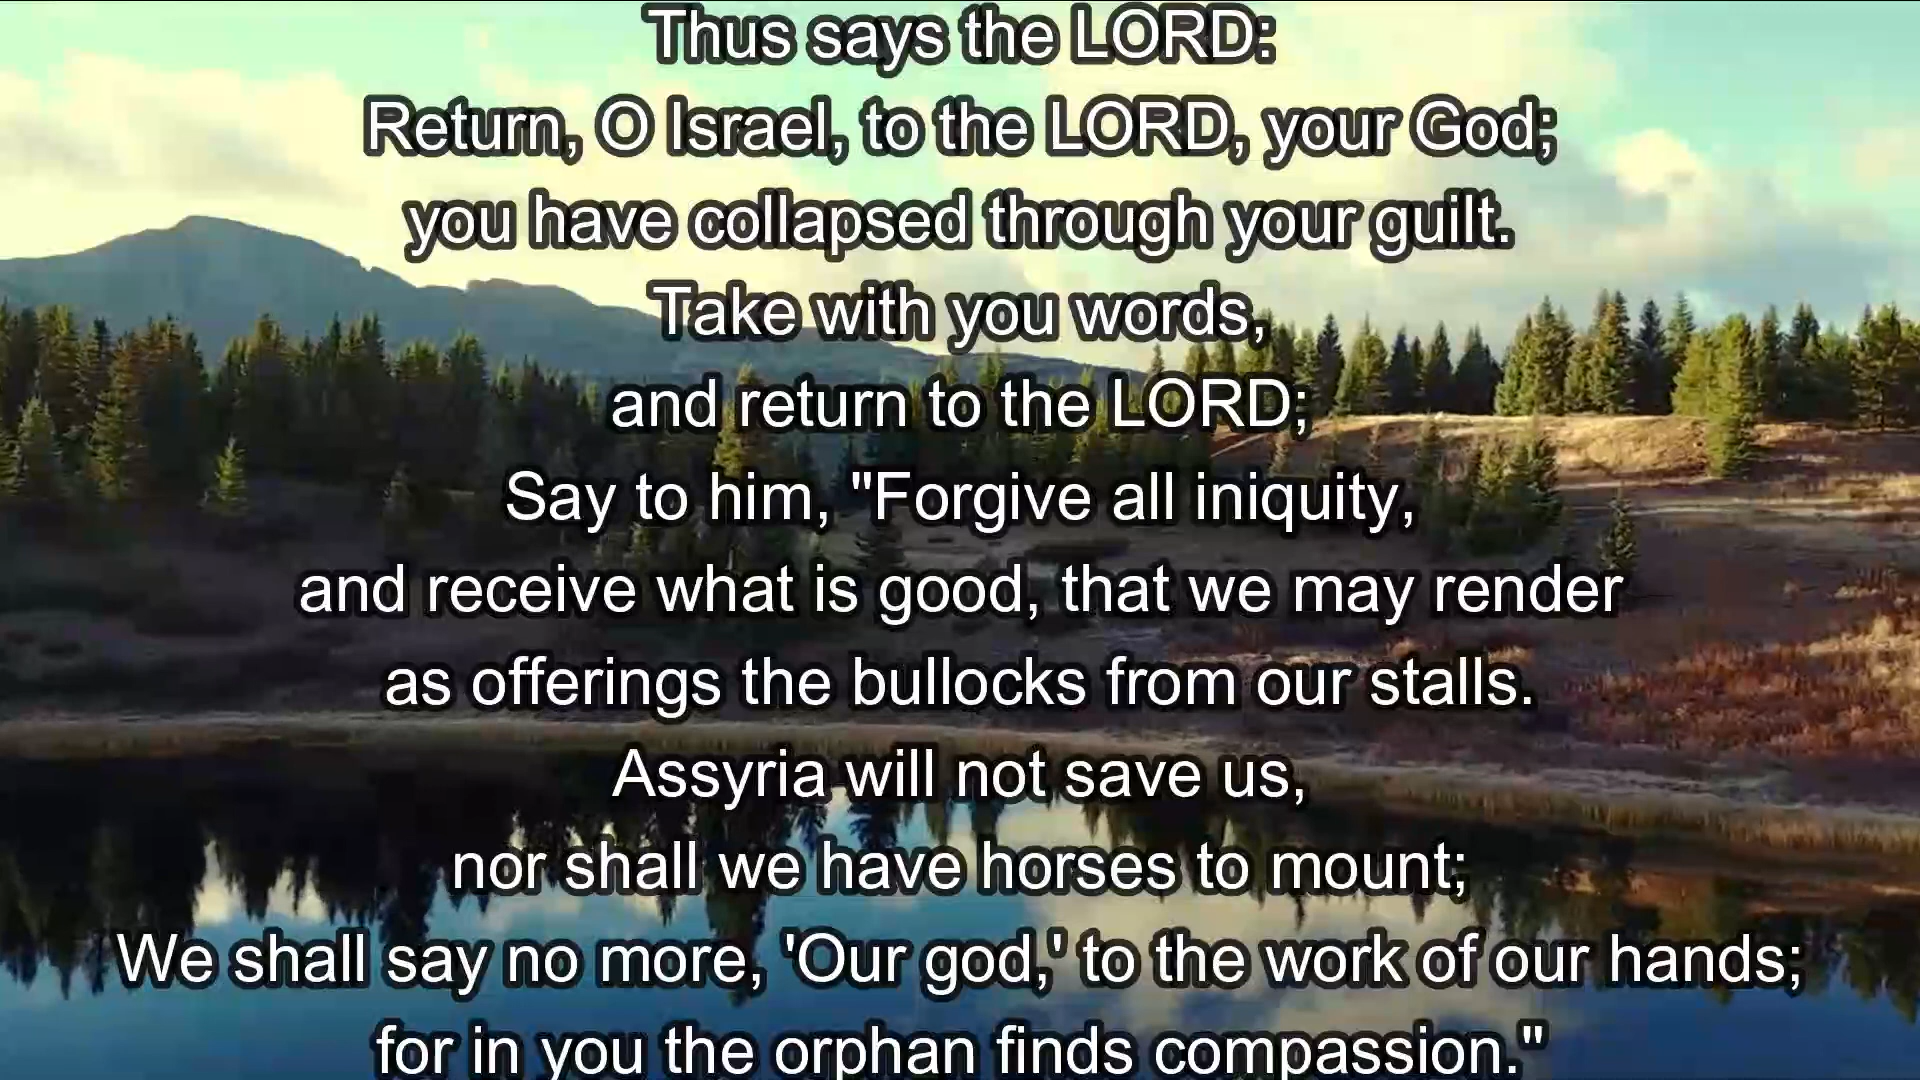 Thus says the LORD:
Return, O Israel, to the LORD, your God;
you have collapsed through your guilt.
Take with you words,
and return to the LORD;
Say to him, "Forgive all iniquity,
and receive what is good, that we may render
as offerings the bullocks from our stalls.
Assyria will not save us,
nor shall we have horses to mount;
We shall say no more, 'Our god,' to the work of our hands;
for in you the orphan finds compassion."